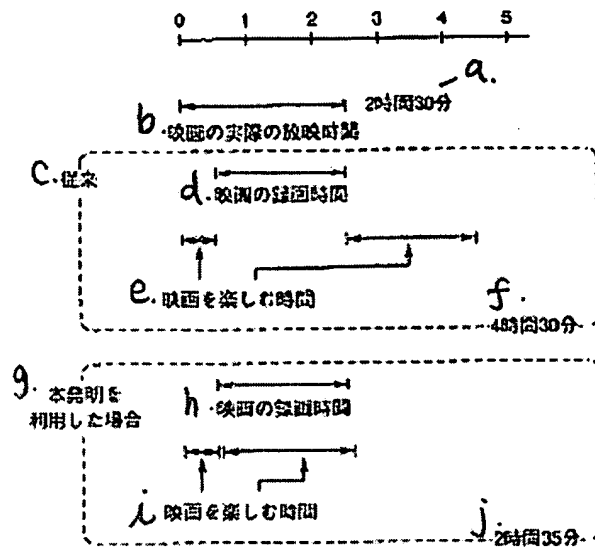 0 1 2 3 4 5
a.
2時間30分
b.映画の実際の放映時間
c.従来
d.映画の録画時間
e.映画を楽しむ時間
f.
4時間30分
g.本発明を
利用した場合
h.映画の録画時間
i 映画を楽しむ時間
j.
2時間35分